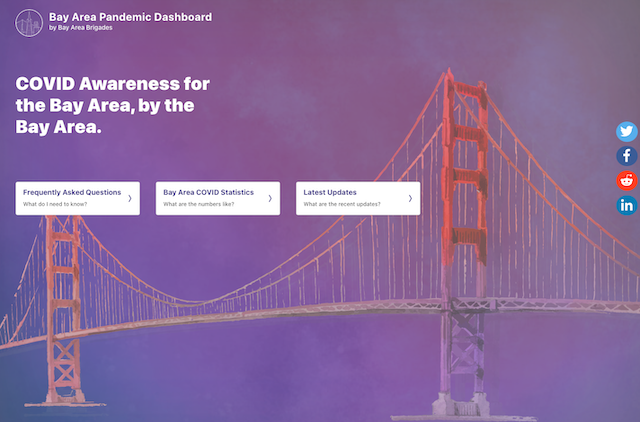 Bay Area Pandemic Dashboard
by Bay Area Brigades
COVID Awareness for
the Bay Area, by the
Bay Area.
Frequently Asked Questions
What do I need to know?
Bay Area COVID Statistics
What are the numbers like?
Latest Updates
What are the recent updates?